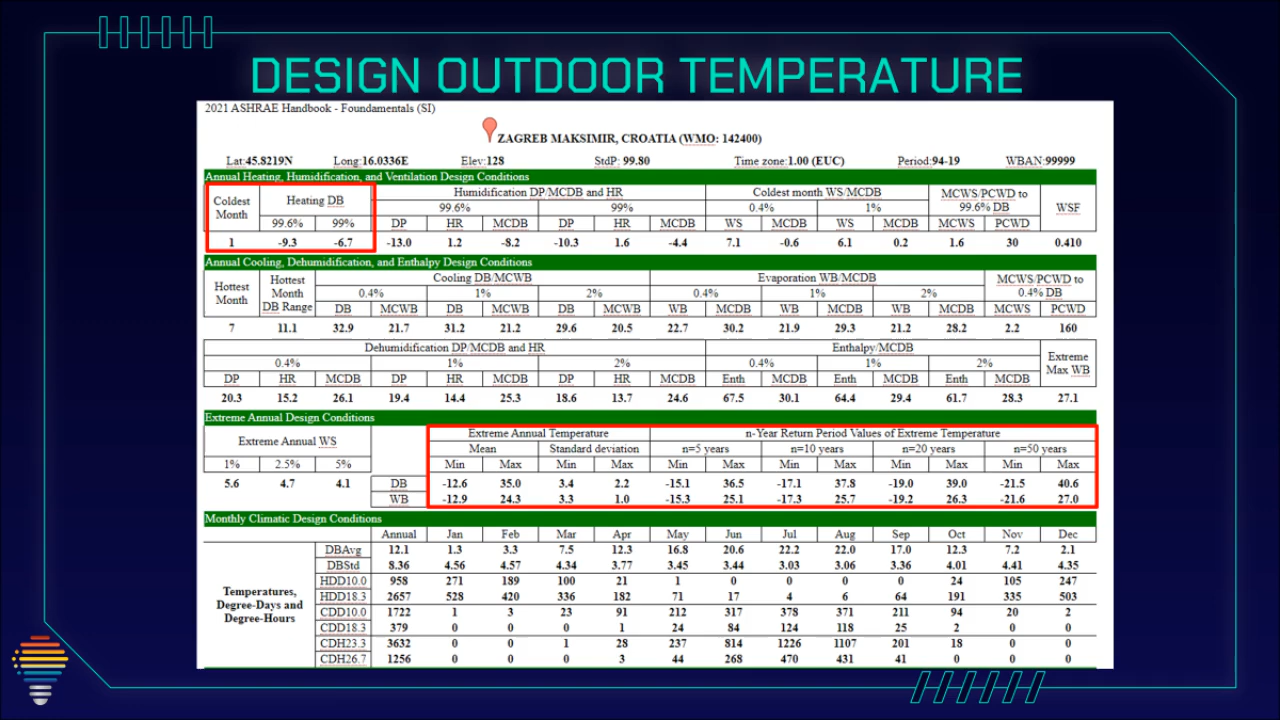 DESIGN OUTDOOR TEMPERATURE
2021 ASHRAE Handbook - Foundamentals (SI)
ZAGREB MAKSIMIR, CROATIA (WMO: 142400)
Lat:45.8219N Long:16.0336E Elev:128 StdP: 99.80 Time zone:1.00 (EUC) Period:94-19 WBAN:99999
Annual Heating, Humidification, and Ventilation Design Conditions
Coldest Month Heating DB Humidification DP/MCDB and HR Coldest month WS/MCDB MCWS/PCWD to 99.6% DB WSF
99.6% 99% 99.6% 99% 0.4% 1%
DP HR MCDB DP HR MCDB WS MCDB WS MCDB MCWS PCWD
1 -9.3 -6.7 -13.0 1.2 -8.2 -10.3 1.6 -4.4 7.1 -0.6 6.1 0.2 1.6 30 0.410
Annual Cooling, Dehumidification, and Enthalpy Design Conditions
Hottest Month Hottest Month DB Range Cooling DB/MCWB Evaporation WB/MCDB MCWS/PCWD to 0.4% DB
0.4% 1% 2% 0.4% 1% 2%
DB MCWB DB MCWB DB MCWB WB MCDB WB MCDB WB MCDB MCWS PCWD
7 11.1 32.9 21.7 31.2 21.2 29.6 20.5 22.7 30.2 21.9 29.3 21.2 28.2 2.2 160
Dehumidification DP/MCDB and HR Enthalpy/MCDB Extreme Max WB
0.4% 1% 2% 0.4% 1% 2%
DP HR MCDB DP HR MCDB DP HR MCDB Enth MCDB Enth MCDB Enth MCDB
20.3 15.2 26.1 19.4 14.4 25.3 18.6 13.7 24.6 67.5 30.1 64.4 29.4 61.7 28.3 27.1
Extreme Annual Design Conditions
Extreme Annual WS Extreme Annual Temperature n-Year Return Period Values of Extreme Temperature
Mean Standard deviation n=5 years n=10 years n=20 years n=50 years
1% 2.5% 5% Min Max Min Max Min Max Min Max Min Max Min Max
5.6 4.7 4.1 DB -12.6 35.0 3.4 2.2 -15.1 36.5 -17.1 37.8 -19.0 39.0 -21.5 40.6
WB -12.9 24.3 3.3 1.0 -15.3 25.1 -17.3 25.7 -19.2 26.3 -21.6 27.0
Monthly Climatic Design Conditions
Annual Jan Feb Mar Apr May Jun Jul Aug Sep Oct Nov Dec
Temperatures, Degree-Days and Degree-Hours
DBAvg 12.1 1.3 3.3 7.5 12.3 16.8 20.6 22.2 22.0 17.0 12.3 7.2 2.1
DBStd 8.36 4.56 4.57 4.34 3.77 3.45 3.44 3.03 3.06 3.36 4.01 4.41 4.35
HDD10.0 958 271 189 100 21 1 0 0 0 0 24 105 247
HDD18.3 2657 528 420 336 182 71 17 4 6 64 191 335 503
CDD10.0 1722 1 3 23 91 212 317 378 371 211 94 20 2
CDD18.3 379 0 0 0 1 24 84 124 118 25 2 0 0
CDH23.3 3632 0 0 1 28 237 814 1226 1107 201 18 0 0
CDH26.7 1256 0 0 0 3 44 268 470 431 41 0 0 0